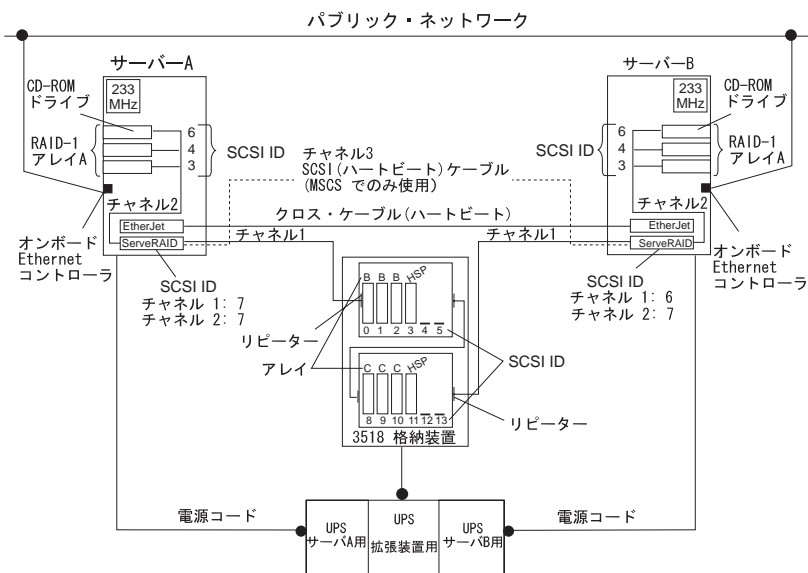 パブリック・ネットワーク
サーバーA
サーバーB
CD-ROM
ドライブ
233
MHz
RAID-1
アレイA
6
4
3
SCSI ID
チャネル2
チャネル3
SCSI(ハートビート)ケーブル
(MSCS でのみ使用)
SCSI ID
6
4
3
233
MHz
CD-ROM
ドライブ
RAID-1
アレイA
チャネル2
クロス・ケーブル(ハートビート)
EtherJet
ServeRAID
チャネル1
チャネル1
EtherJet
ServeRAID
オンボード
Ethernet
コントローラ
SCSI ID
チャネル 1: 7
チャネル 2: 7
SCSI ID
チャネル 1: 6
チャネル 2: 7
オンボード
Ethernet
コントローラ
B B B HSP
0 1 2 3 4 5
リピーター
アレイ
SCSI ID
C C C HSP
8 9 10 11 12 13
リピーター
3518 格納装置
電源コード
電源コード
UPS
サーバA用
UPS
拡張装置用
UPS
サーバB用